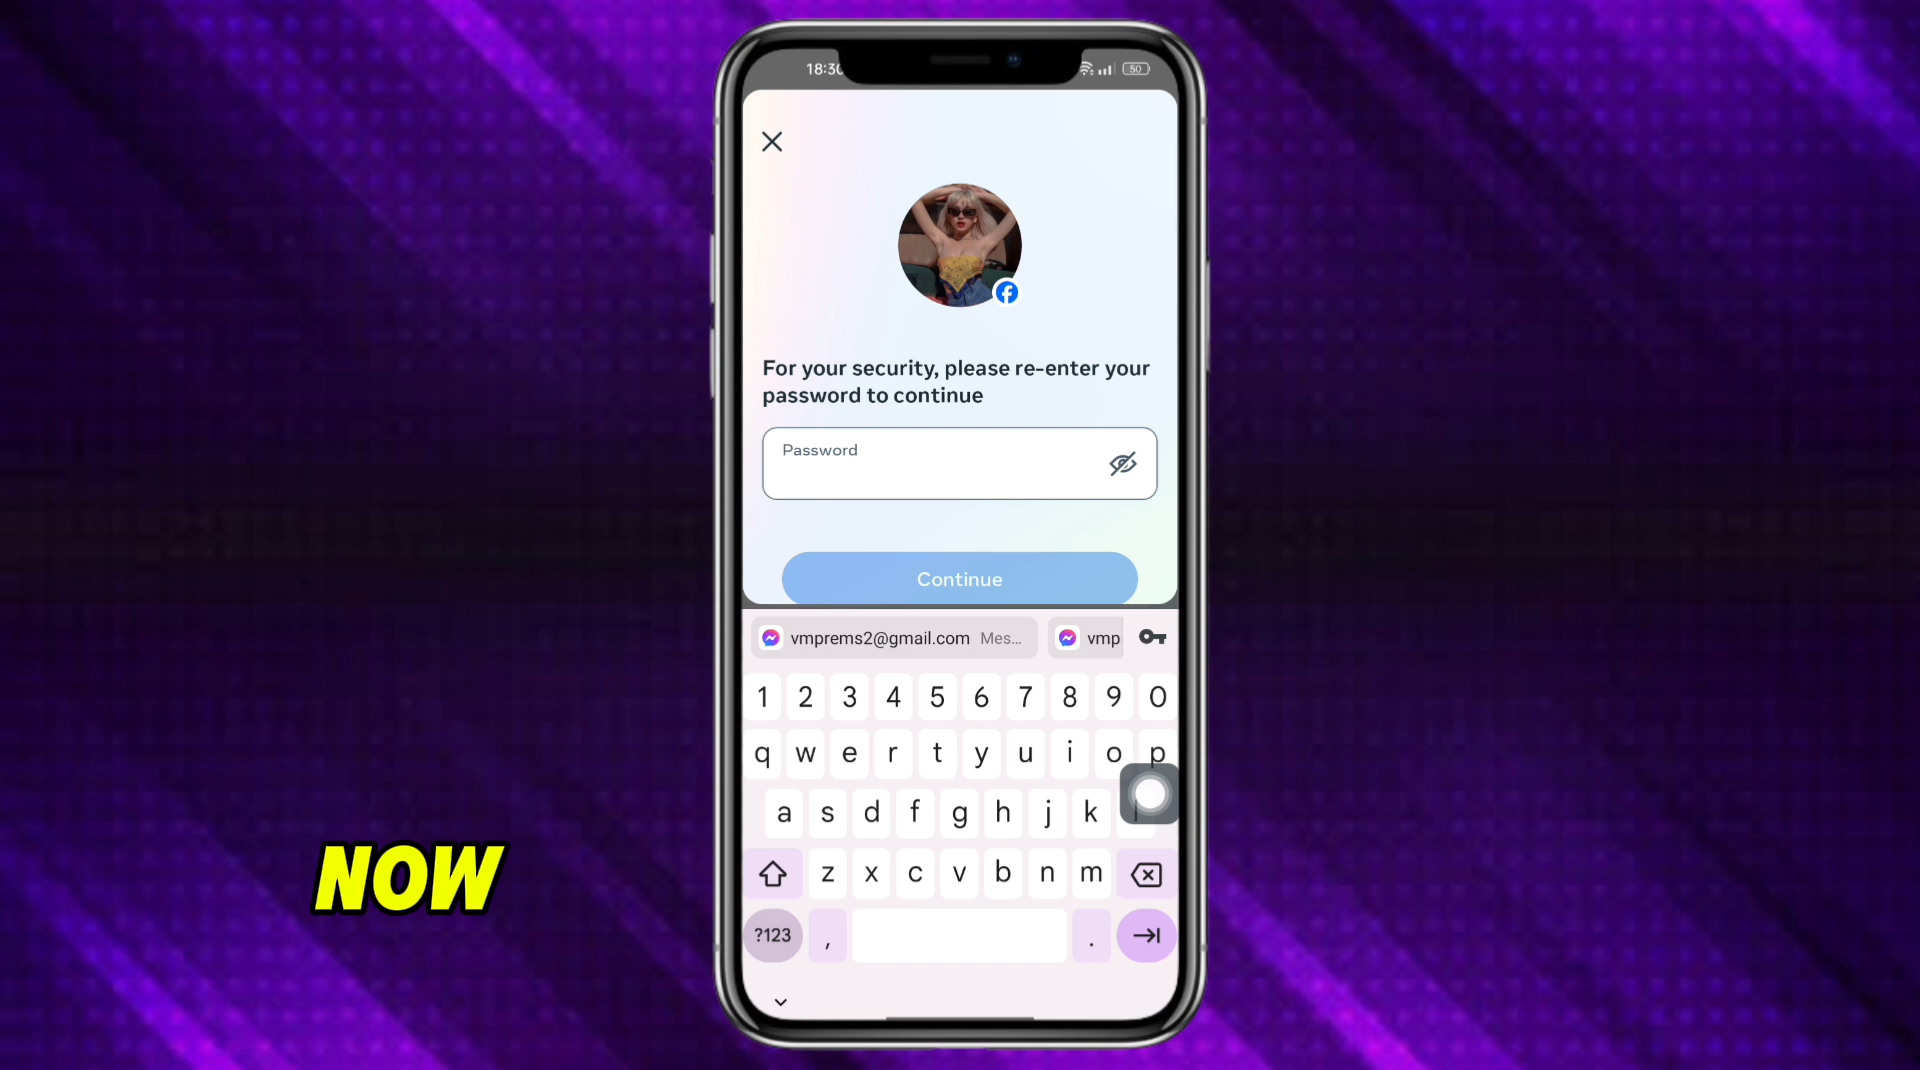 18:30
50
For your security, please re-enter your
password to continue
Password
Continue
vmprems2@gmail.com Mes... vmp
1 2 3 4 5 6 7 8 9 0
q w e r t y u i o p
a s d f g h j k l
z x c v b n m
?123 , .
NOW